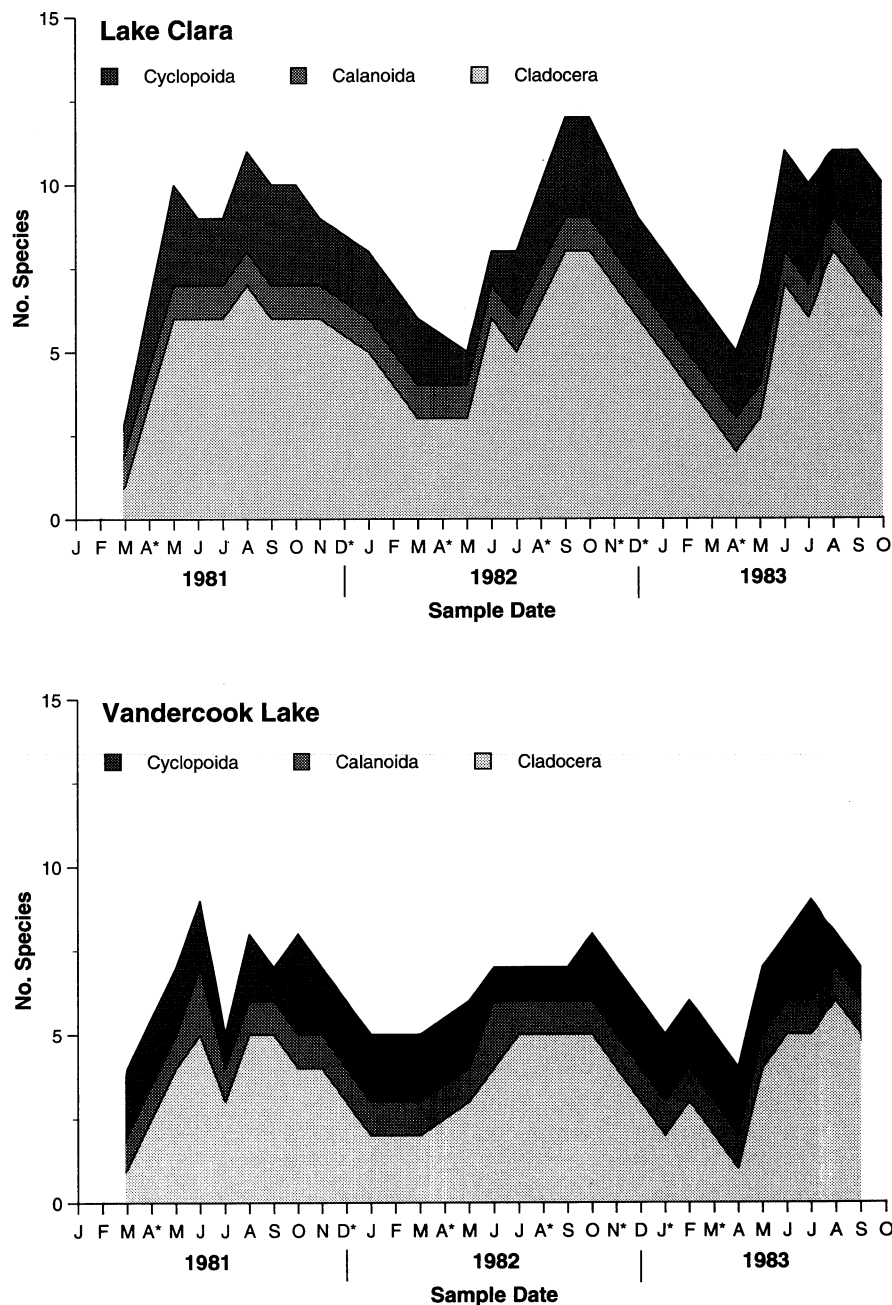 Lake Clara
Cyclopoida Calanoida Cladocera
15
10
5
0
No. Species
J F M A* M J J A S O N D* J F M A* M J J A* S O N* D* J F M A* M J J A S O
1981 1982 1983
Sample Date
Vandercook Lake
Cyclopoida Calanoida Cladocera
15
10
5
0
No. Species
J F M A* M J J A S O N D* J F M A* M J J A* S O N* D J* F M* A M J J A S O
1981 1982 1983
Sample Date